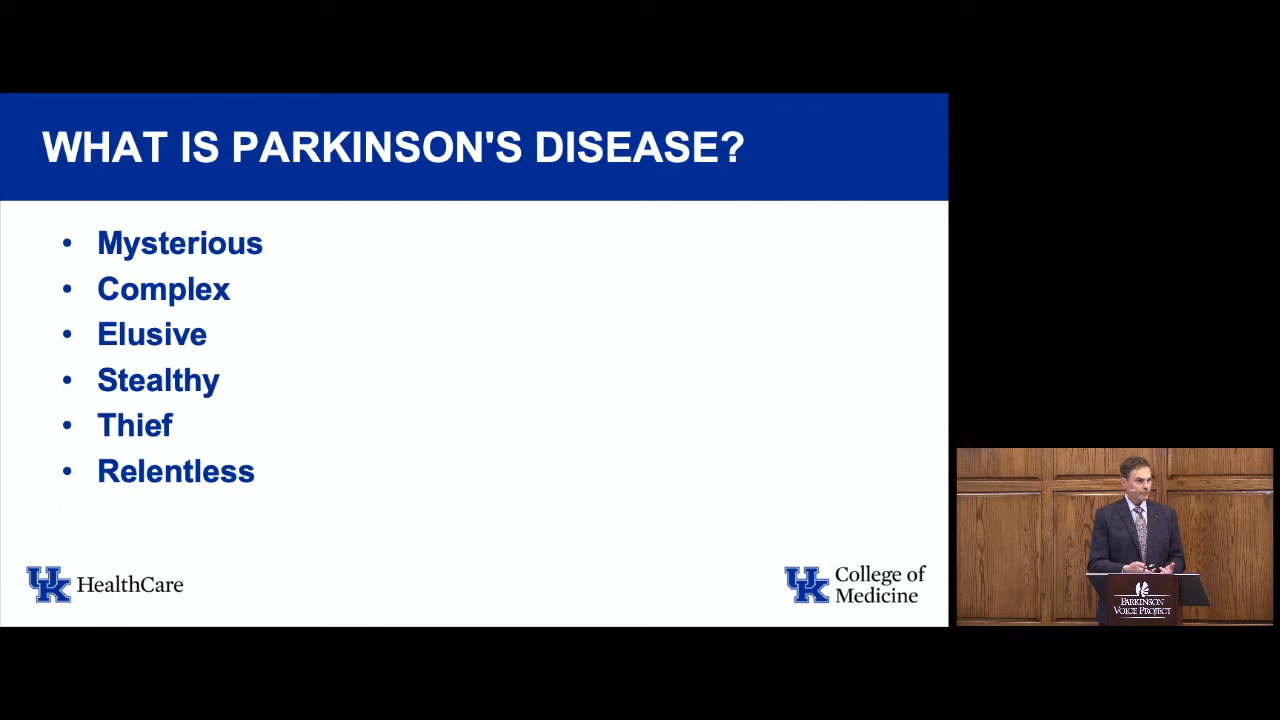 WHAT IS PARKINSON'S DISEASE?
• Mysterious
• Complex
• Elusive
• Stealthy
• Thief
• Relentless
UK HealthCare
UK College of
Medicine
PARKINSON
VOICE PROJECT